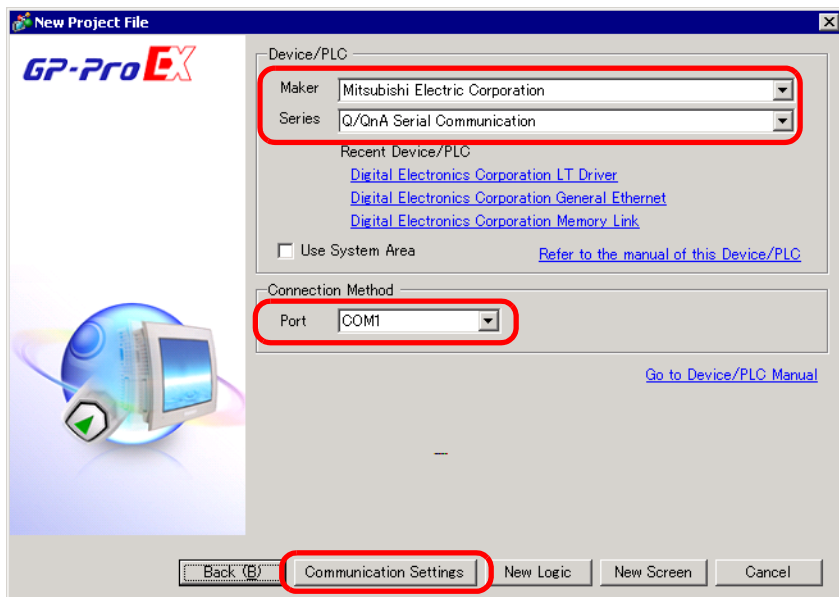 New Project File
GP-Pro EX
Device/PLC
Maker Mitsubishi Electric Corporation
Series Q/QnA Serial Communication
Recent Device/PLC
Digital Electronics Corporation LT Driver
Digital Electronics Corporation General Ethernet
Digital Electronics Corporation Memory Link
Use System Area Refer to the manual of this Device/PLC
Connection Method
Port COM1
Go to Device/PLC Manual
Back (B) Communication Settings New Logic New Screen Cancel